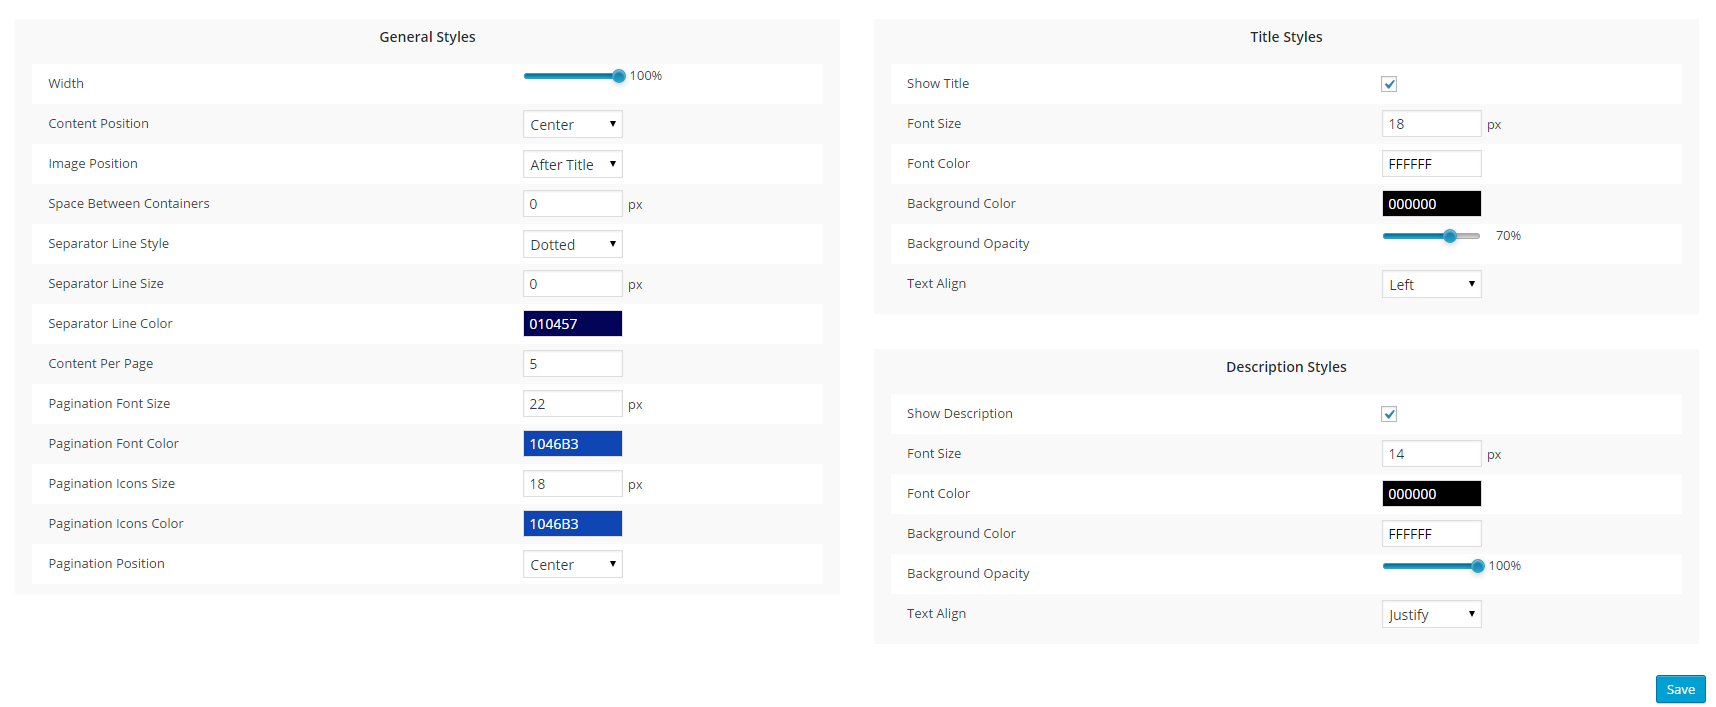 General Styles
Width 100%
Content Position Center
Image Position After Title
Space Between Containers 0 px
Separator Line Style Dotted
Separator Line Size 0 px
Separator Line Color 010457
Content Per Page 5
Pagination Font Size 22 px
Pagination Font Color 1046B3
Pagination Icons Size 18 px
Pagination Icons Color 1046B3
Pagination Position Center
Title Styles
Show Title
Font Size 18 px
Font Color FFFFFF
Background Color 000000
Background Opacity 70%
Text Align Left
Description Styles
Show Description
Font Size 14 px
Font Color 000000
Background Color FFFFFF
Background Opacity 100%
Text Align Justify
Save